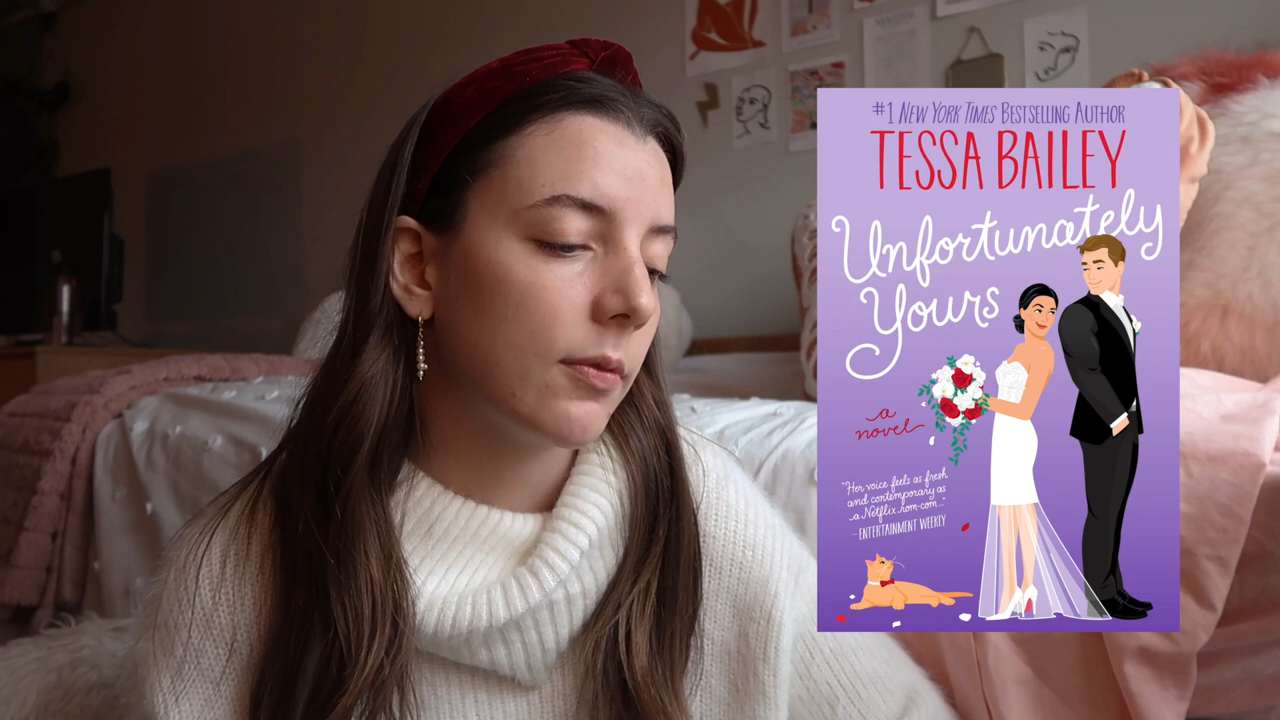 #1 NEW YORK TIMES BESTSELLING AUTHOR
TESSA BAILEY
Unfortunately
Yours
a
novel
"Her voice feels as fresh
and contemporary as
a Netflix rom-com..."
—ENTERTAINMENT WEEKLY